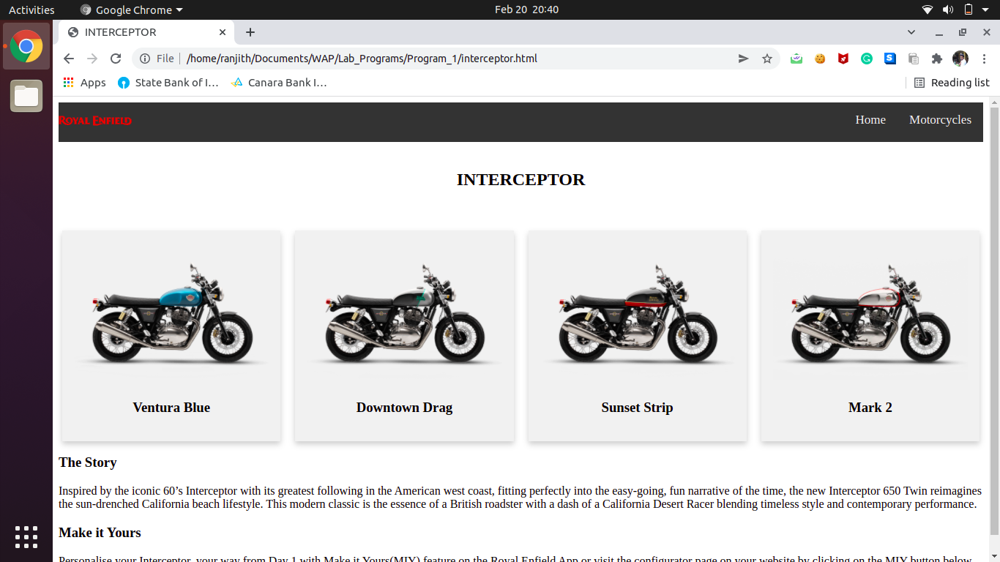 Activities
Google Chrome
Feb 20 20:40
INTERCEPTOR
File
/home/ranjith/Documents/WAP/Lab_Programs/Program_1/interceptor.html
Apps
State Bank of I…
Canara Bank I…
Reading list
ROYAL ENFIELD
Home
Motorcycles
INTERCEPTOR
Ventura Blue
Downtown Drag
Sunset Strip
Mark 2
The Story
Inspired by the iconic 60’s Interceptor with its greatest following in the American west coast, fitting perfectly into the easy-going, fun narrative of the time, the new Interceptor 650 Twin reimagines
the sun-drenched California beach lifestyle. This modern classic is the essence of a British roadster with a dash of a California Desert Racer blending timeless style and contemporary performance.
Make it Yours
Personalise your Interceptor, your way from Day 1 with Make it Yours(MIY) feature on the Royal Enfield App or visit the configurator page on your website by clicking on the MIY button below.